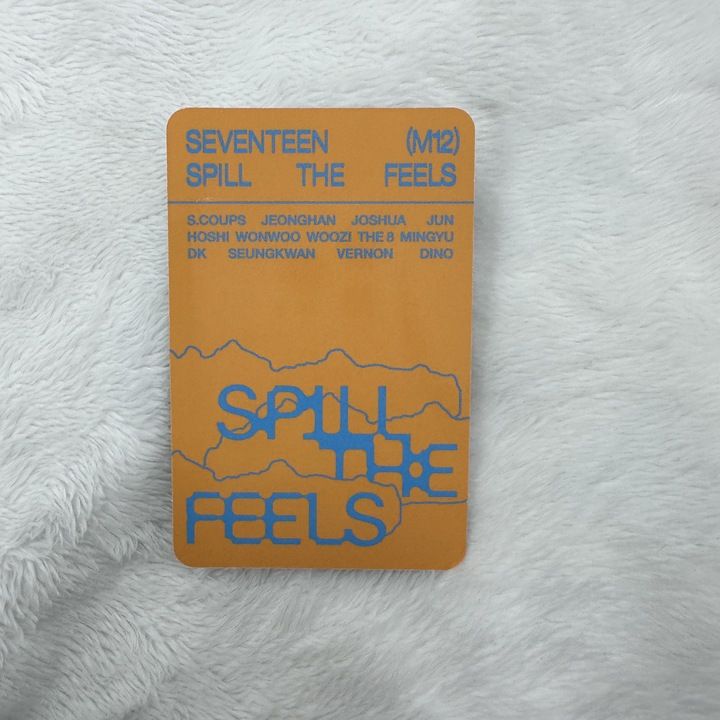 SEVENTEEN (M12)
SPILL THE FEELS
S.COUPS JEONGHAN JOSHUA JUN
HOSHI WONWOO WOOZI THE 8 MINGYU
DK SEUNGKWAN VERNON DINO
SPILL
THE
FEELS